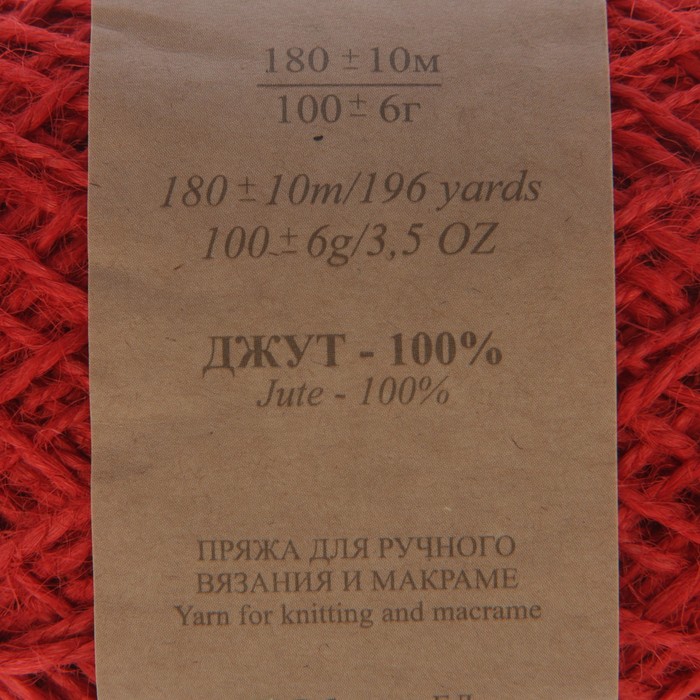 180 ±10м
100± 6г
180 ±10m/196 yards
100 ± 6g/3,5 OZ
ДЖУТ - 100%
Jute - 100%
ПРЯЖА ДЛЯ РУЧНОГО
ВЯЗАНИЯ И МАКРАМЕ
Yarn for knitting and macrame